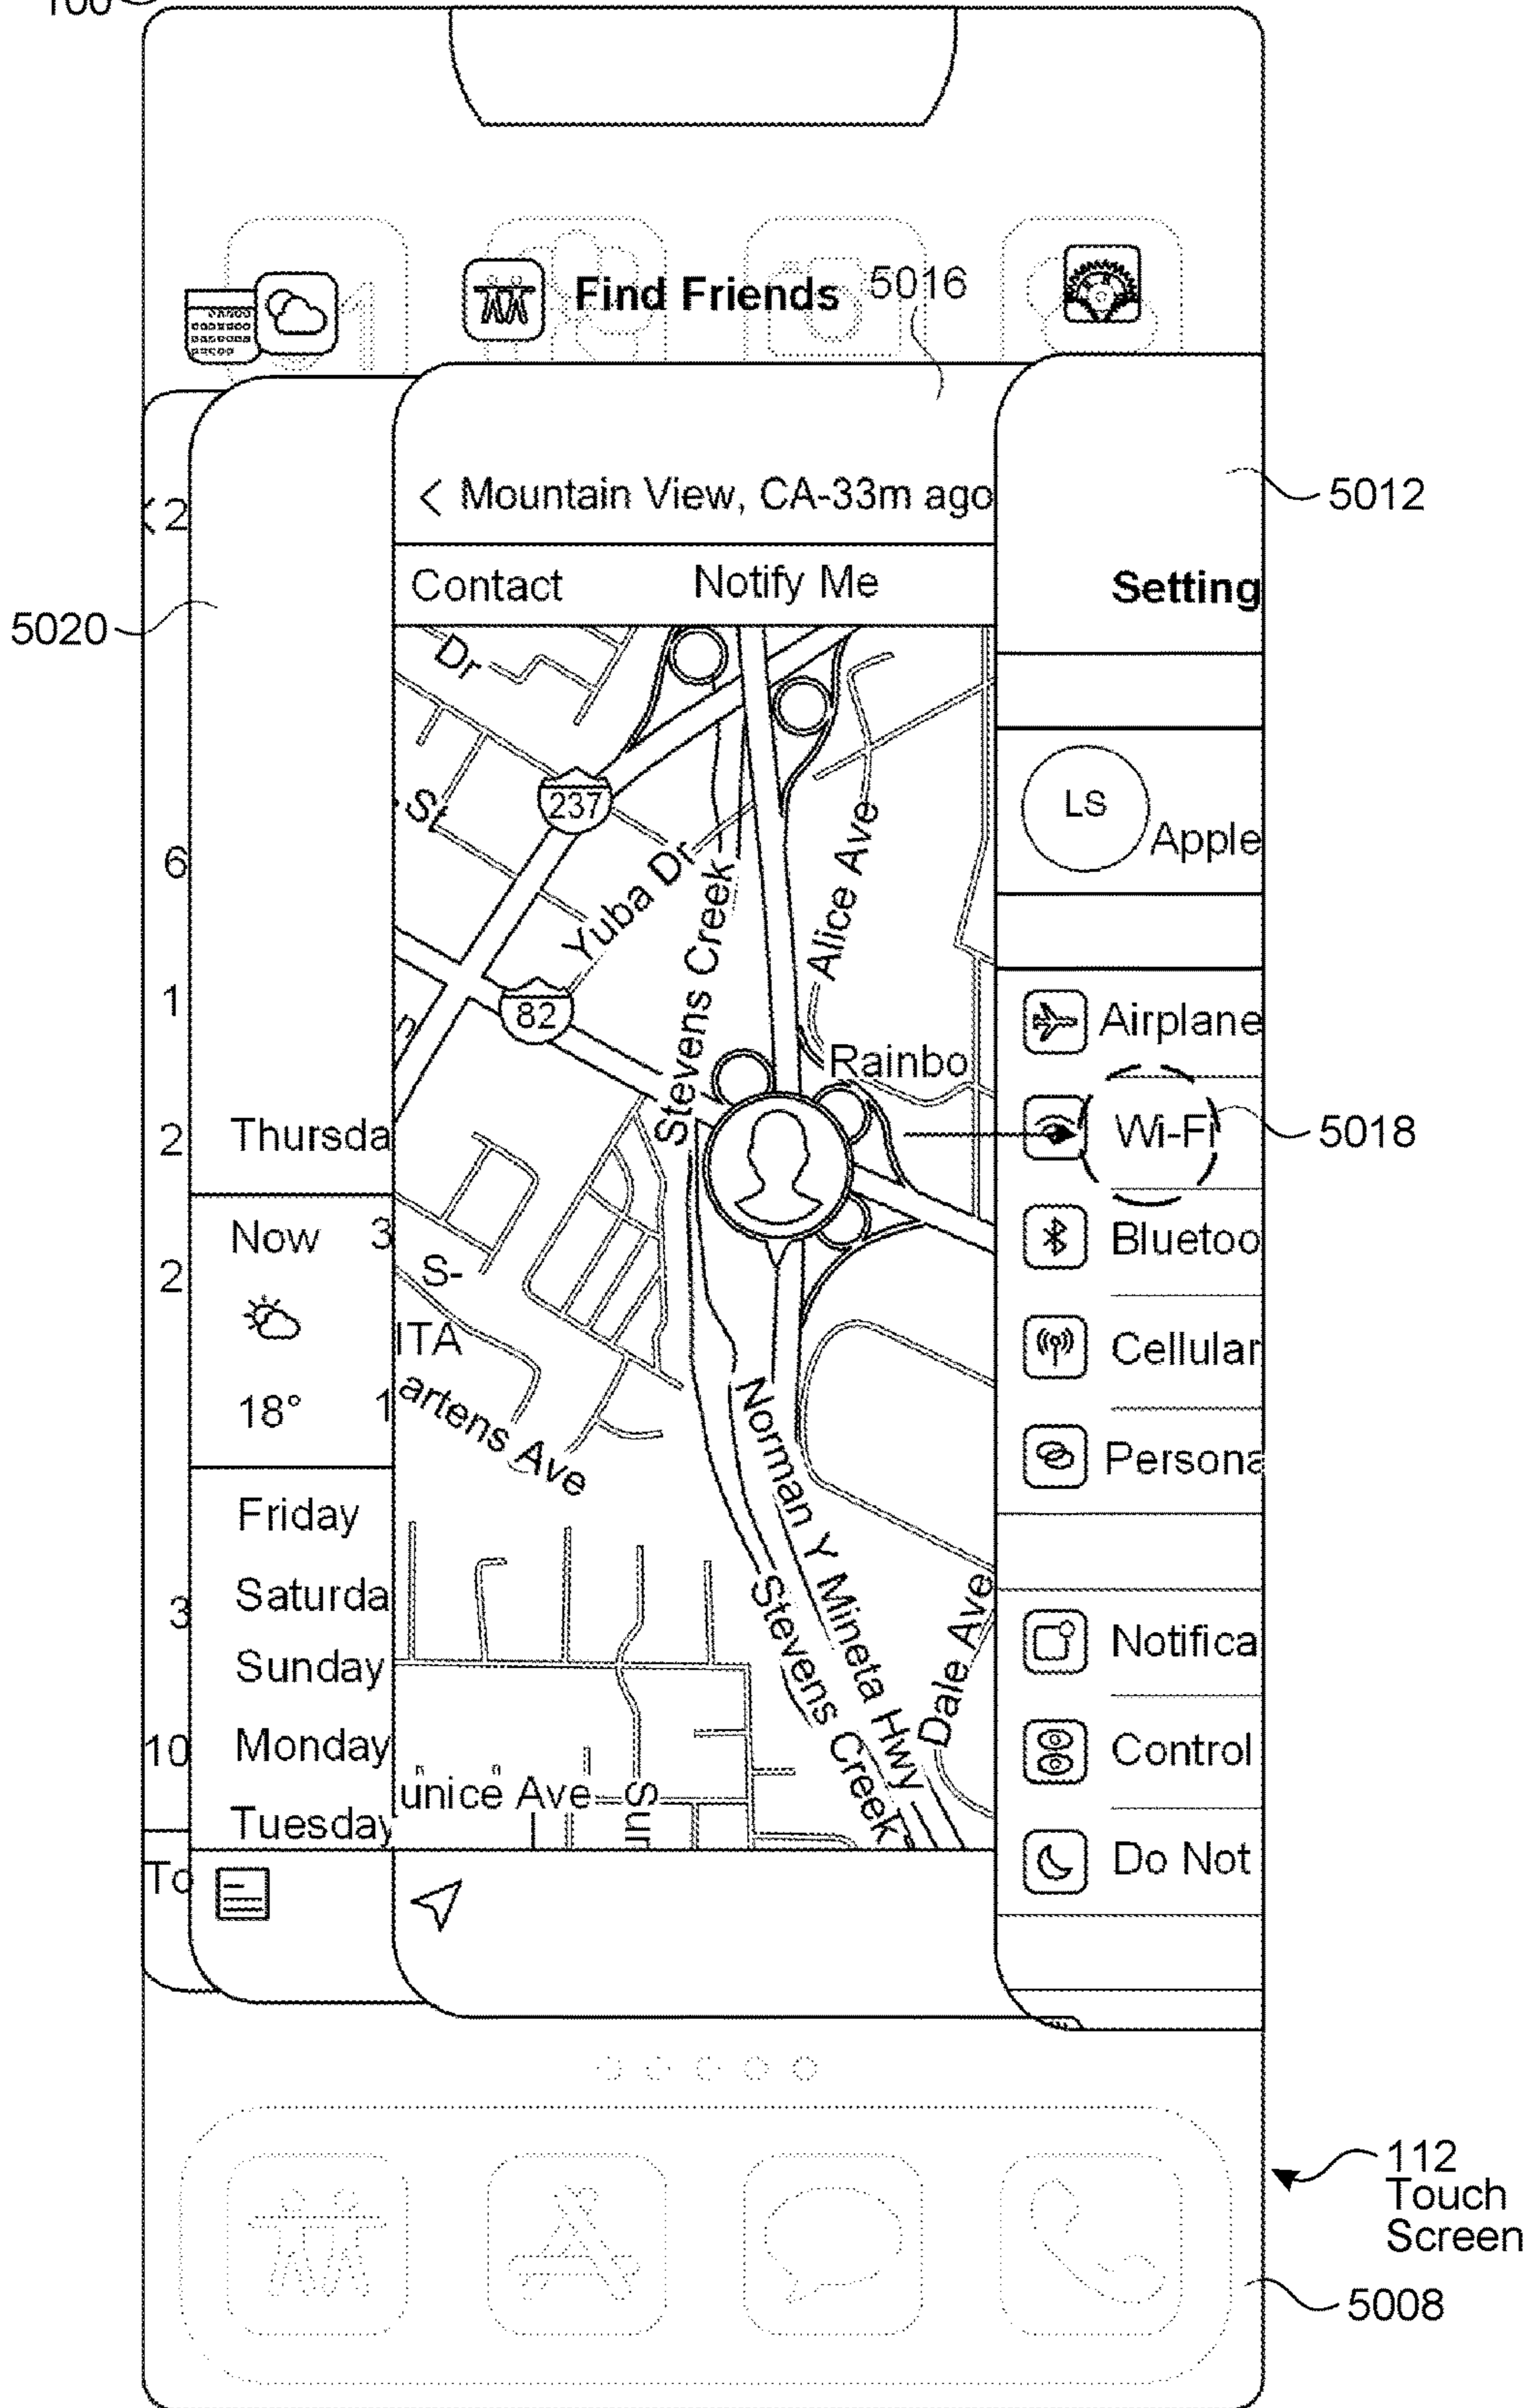 100
31
Find Friends
5016
< Mountain View, CA-33m ago
5012
< 2
Contact
Notify Me
Setting
5020
Dr
LS
237
St
Apple
6
Yuba Dr
Stevens Creek
Alice Ave
1
82
n
Airplane
Rainbo
2
Thursda
Wi-Fi
5018
Now
3
Bluetoo
2
S-
ITA
Cellular
18°
1
artens Ave
Persona
Norman Y Mineta Hwy
Friday
Saturda
3
Stevens Creek
Dale Ave
Notifica
Sunday
10
Monday
Control
unice Ave
Sun
Tuesday
Do Not
To
112
Touch
Screen
5008